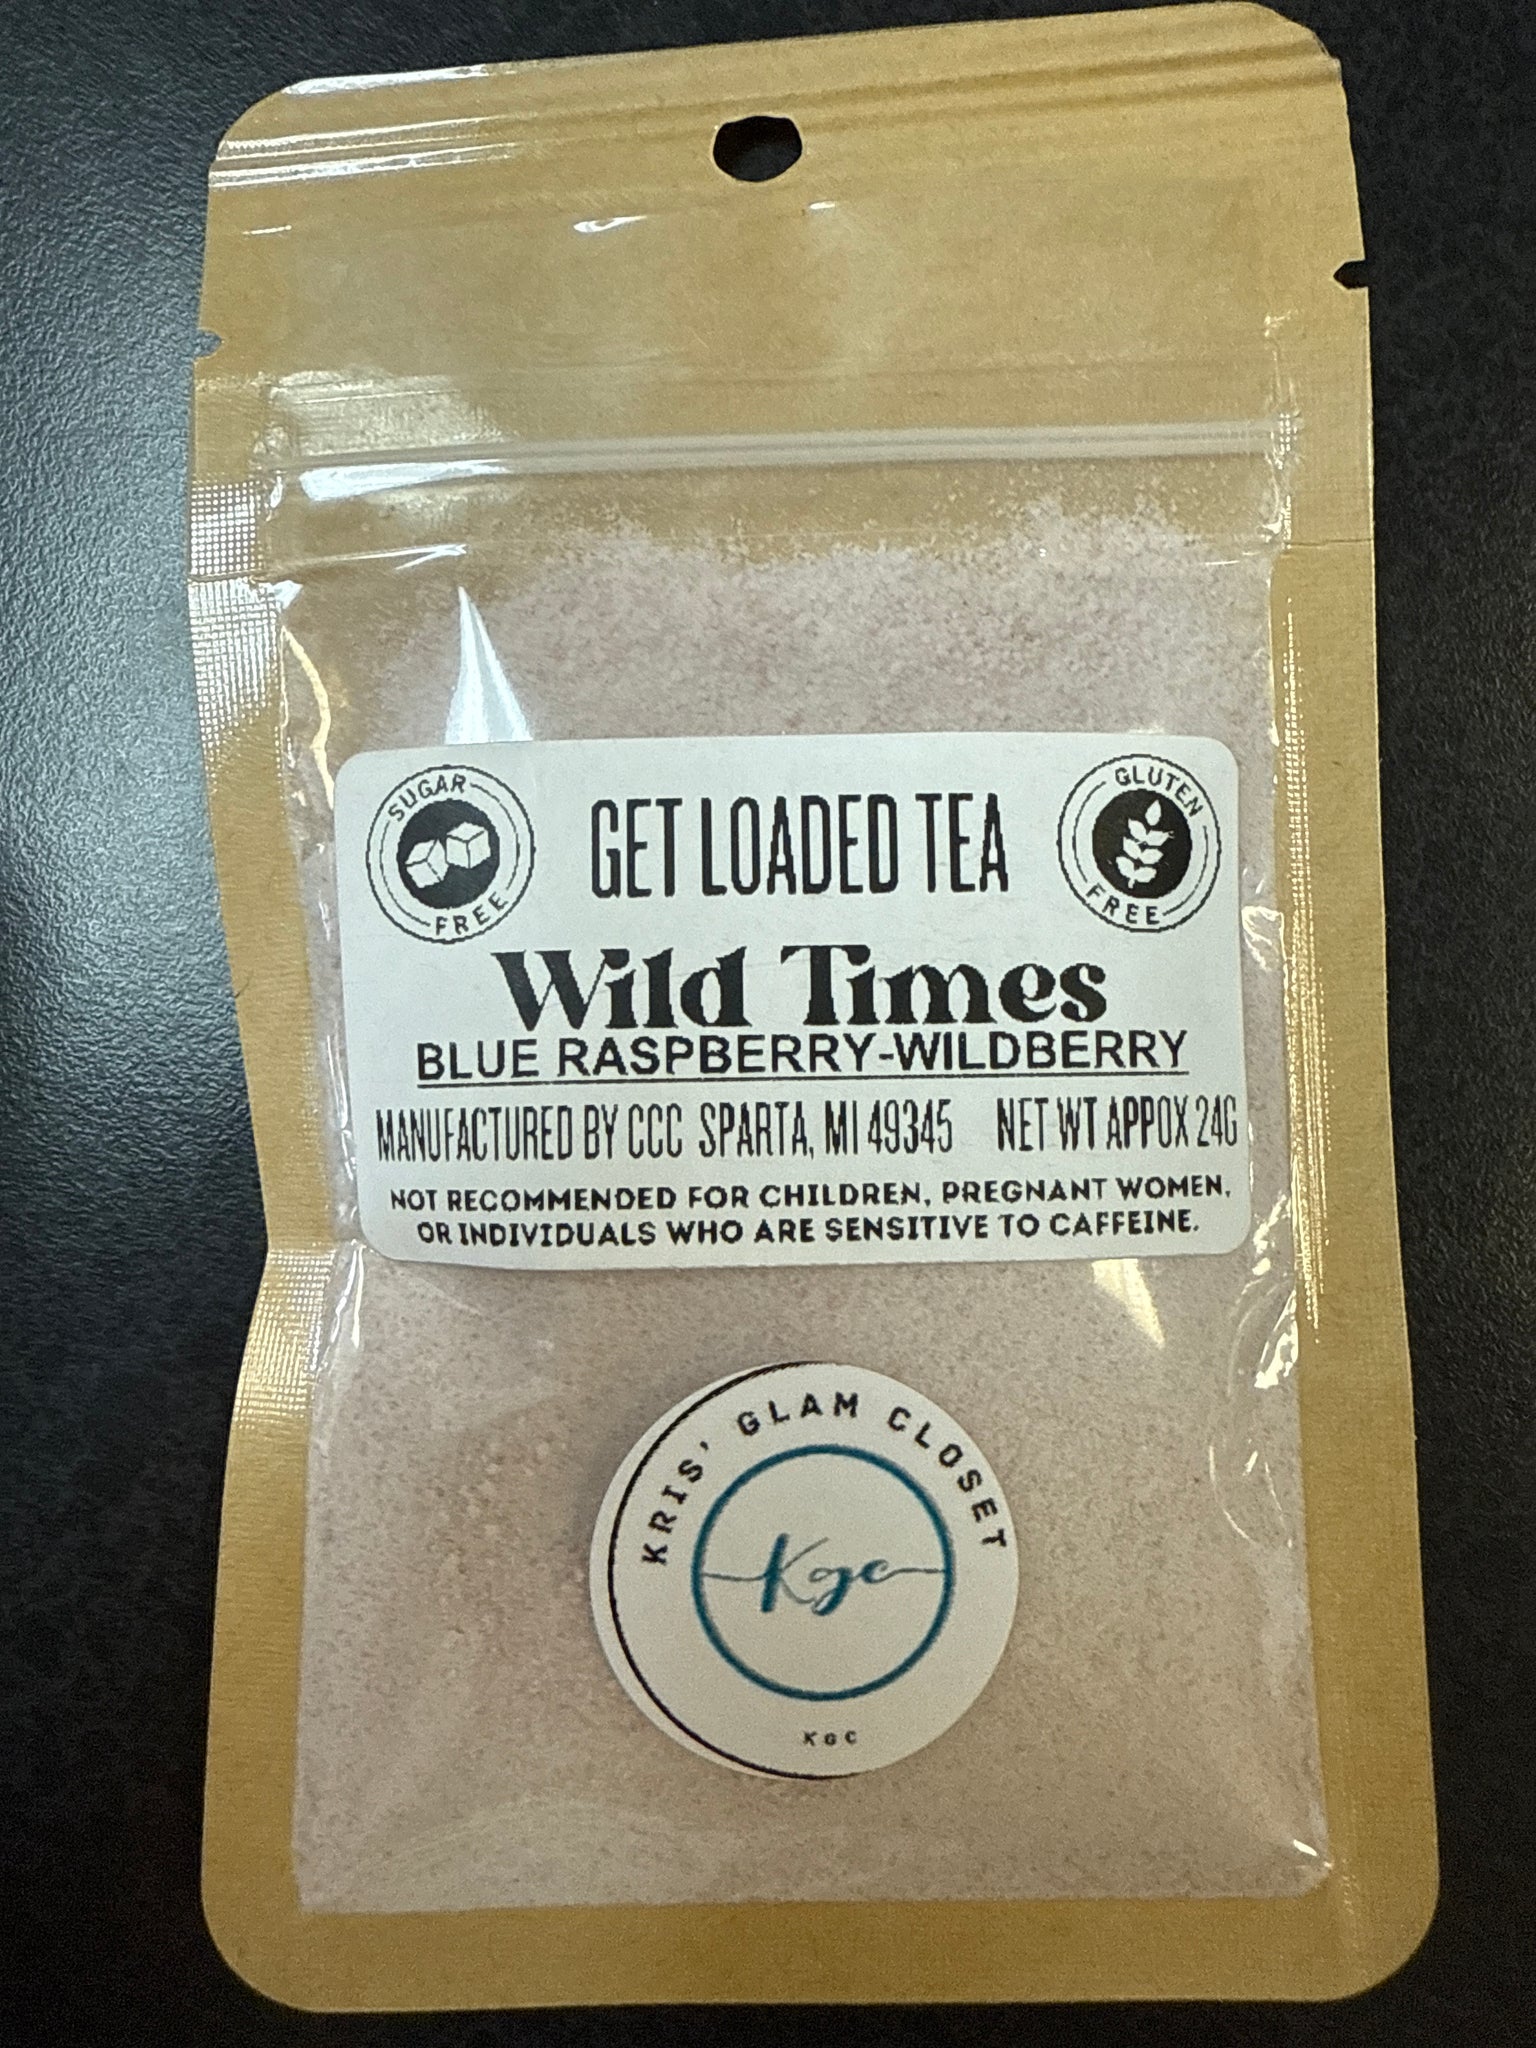 SUGAR
FREE
GET LOADED TEA
GLUTEN
FREE
Wild Times
BLUE RASPBERRY-WILDBERRY
MANUFACTURED BY CCC SPARTA, MI 49345 NET WT APPOX 24G
NOT RECOMMENDED FOR CHILDREN, PREGNANT WOMEN,
OR INDIVIDUALS WHO ARE SENSITIVE TO CAFFEINE.
KRIS' GLAM CLOSET
Kgc
KGC